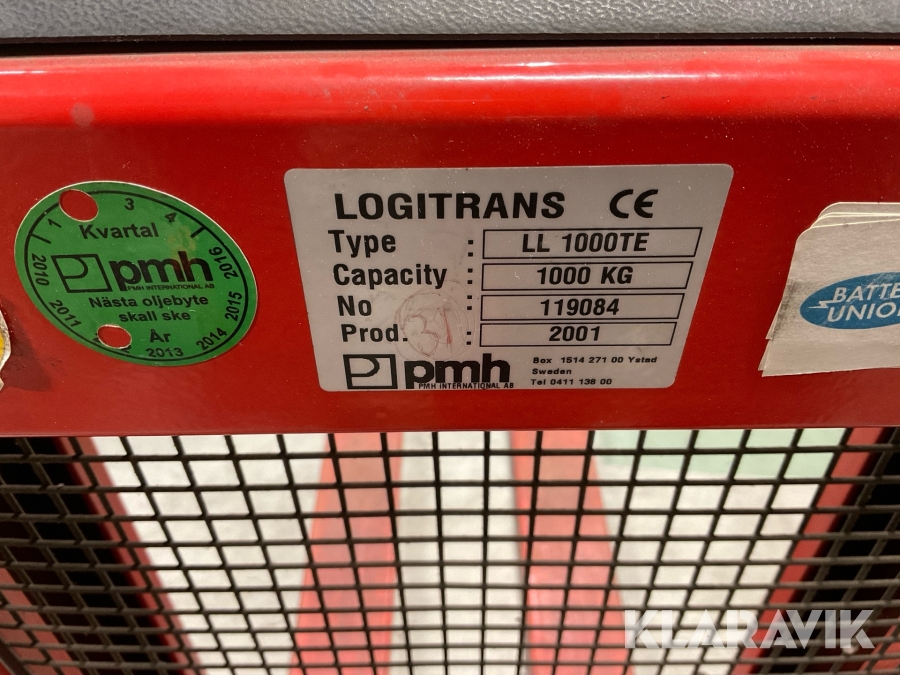 1 3 4
Kvartal
pmh
PMH INTERNATIONAL AB
Nästa oljebyte
skall ske
År
2010 2011 2013 2014 2015 2016
LOGITRANS CE
Type : LL 1000TE
Capacity : 1000 KG
No : 119084
Prod. : 2001
pmh
PMH INTERNATIONAL AB
Box 1514 271 00 Ystad
Sweden
Tel 0411 138 00
BATTE
UNION
KLARAVIK